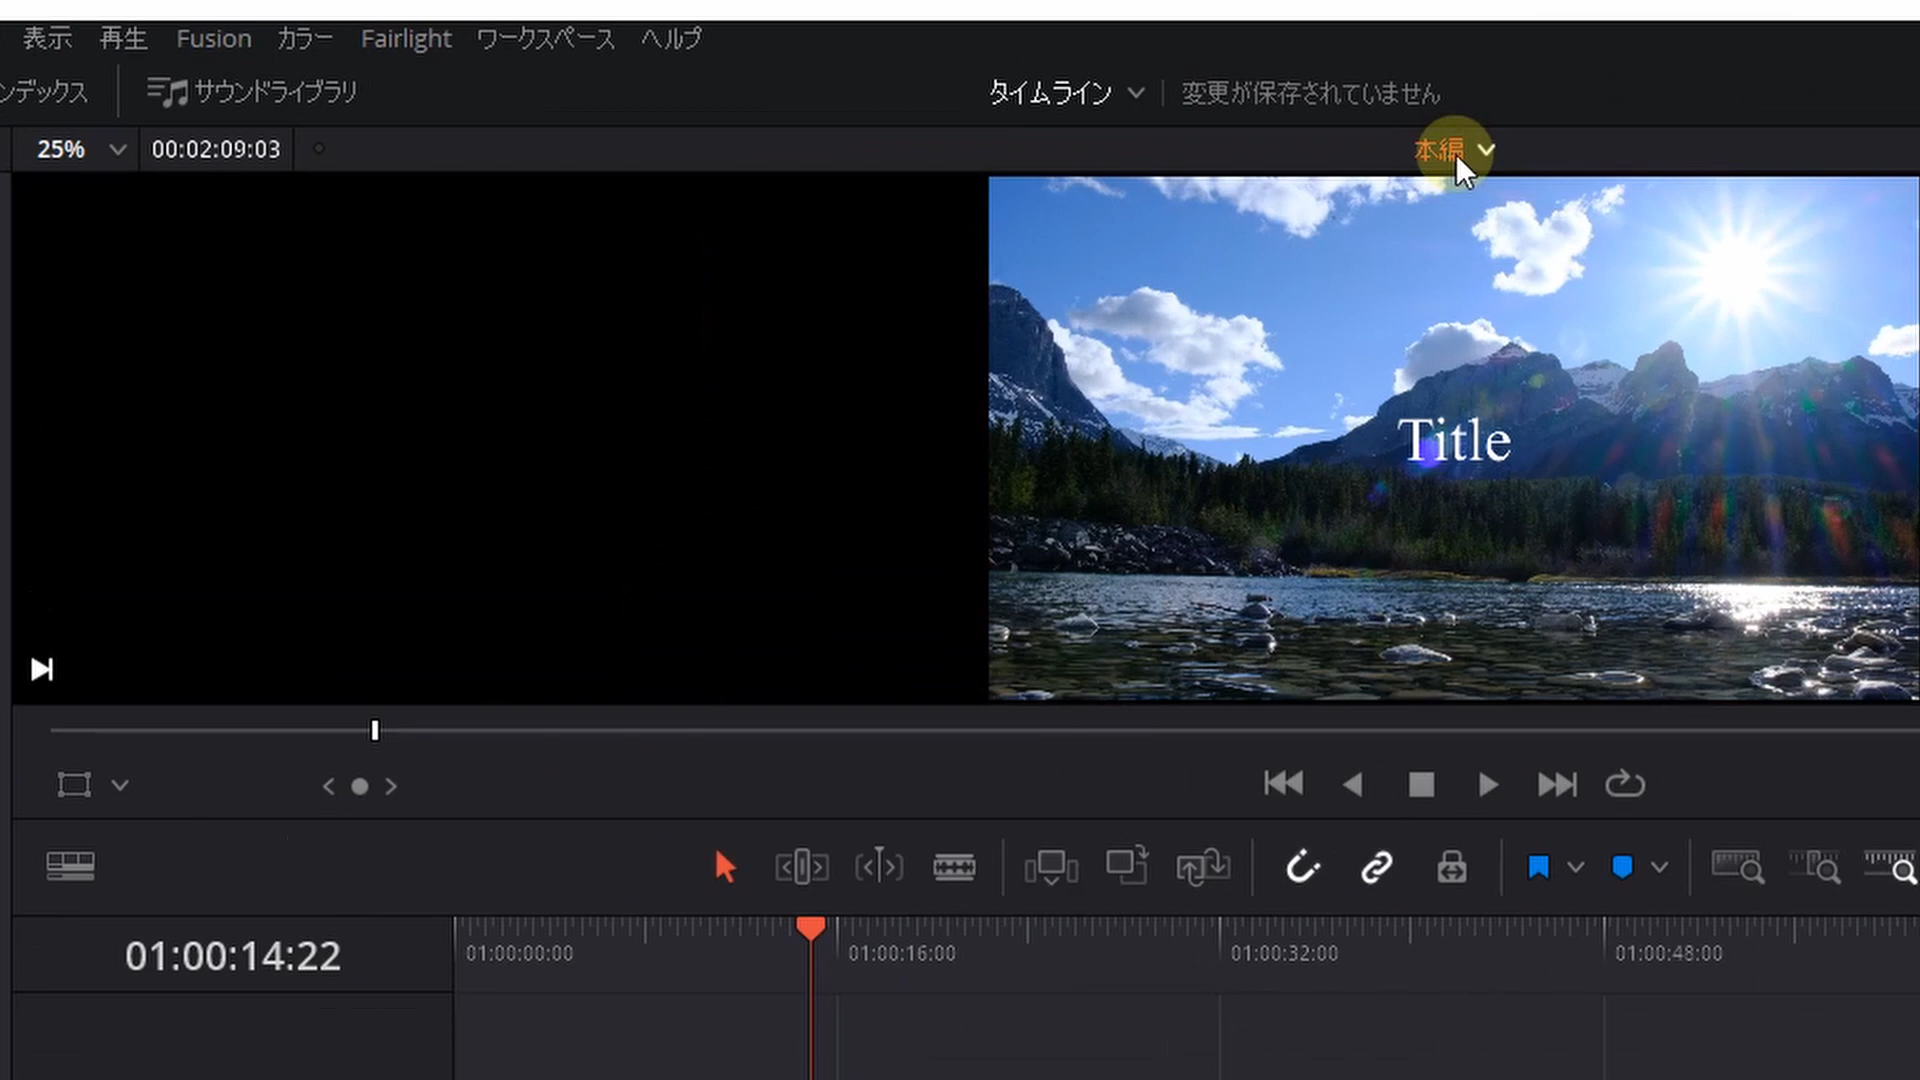 表示 再生 Fusion カラー Fairlight ワークスペース ヘルプ
ンデックス サウンドライブラリ タイムライン 変更が保存されていません
25% 00:02:09:03 本編
Title
01:00:14:22 01:00:00:00 01:00:16:00 01:00:32:00 01:00:48:00